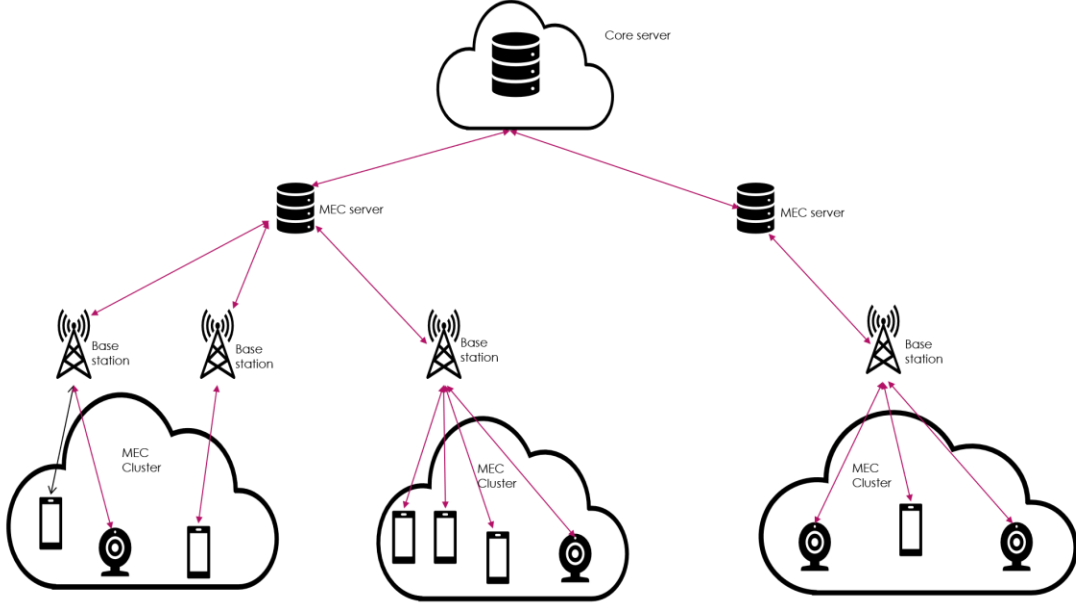 Core server
MEC server
MEC server
Base
station
Base
station
Base
station
Base
station
MEC
Cluster
MEC
Cluster
MEC
Cluster